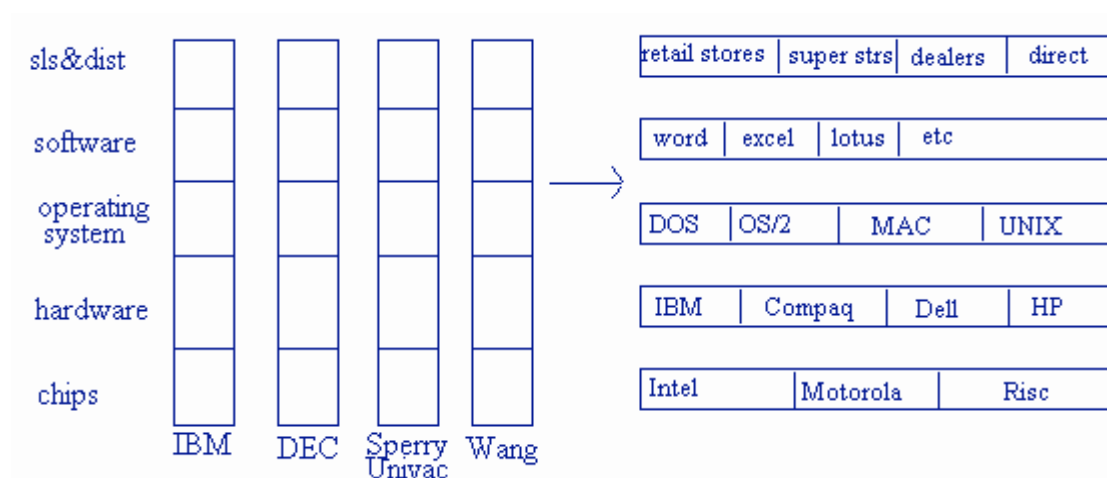 sls&dist
retail stores super strs dealers direct
software
word excel lotus etc
operating
system
DOS OS/2 MAC UNIX
hardware
IBM Compaq Dell HP
chips
Intel Motorola Risc
IBM DEC Sperry Wang
Univac